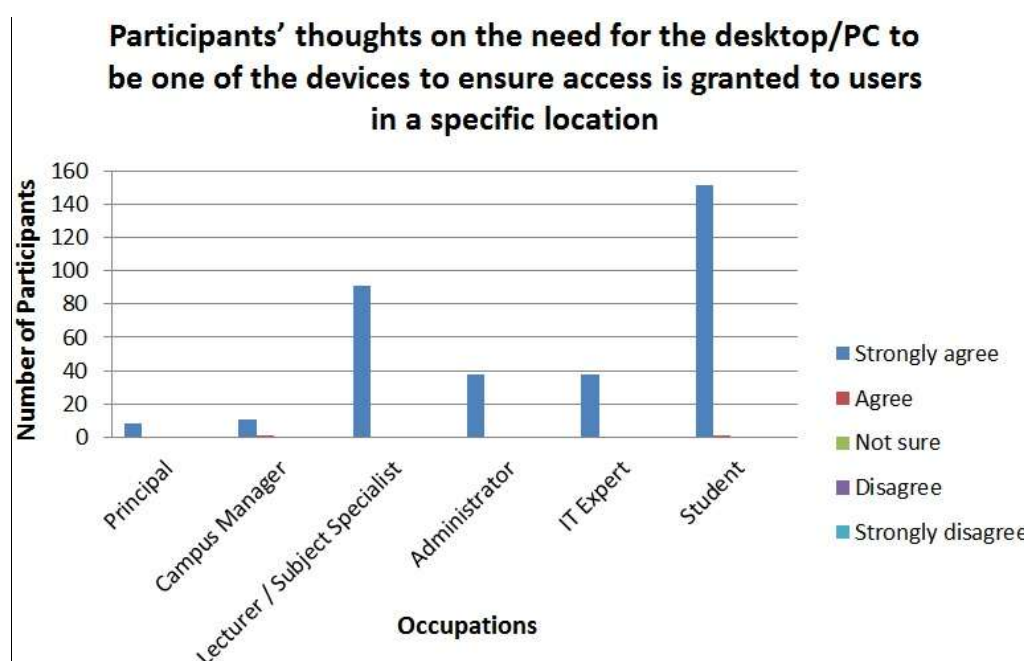 Participants’ thoughts on the need for the desktop/PC to
be one of the devices to ensure access is granted to users
in a specific location
Number of Participants
160
140
120
100
80
60
40
20
0
Principal
Campus Manager
Lecturer / Subject Specialist
Administrator
IT Expert
Student
Occupations
Strongly agree
Agree
Not sure
Disagree
Strongly disagree